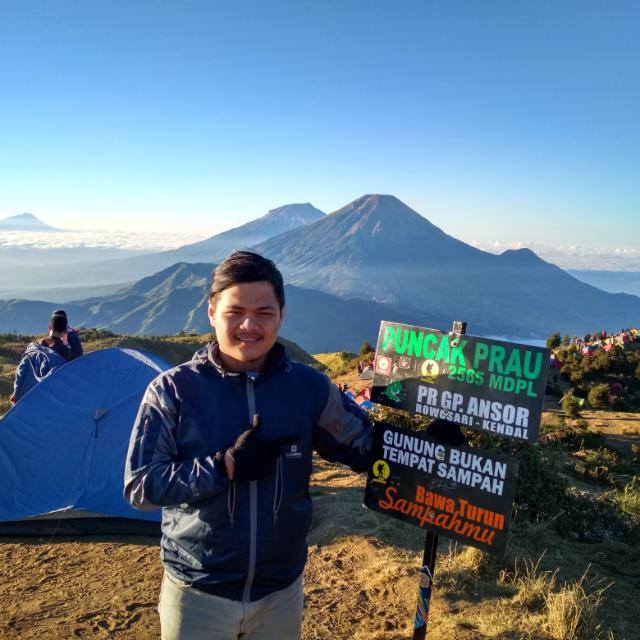 PUNCAK PRAU
2565 MDPL
PR GP. ANSOR
ROWOSARI - KENDAL
GUNUNG BUKAN
TEMPAT SAMPAH
Bawa, Turun
Sampahmu